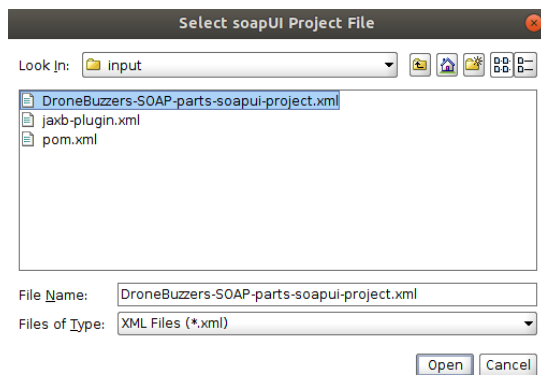 Select soapUI Project File
Look In: input
DroneBuzzers-SOAP-parts-soapui-project.xml
jaxb-plugin.xml
pom.xml
File Name: DroneBuzzers-SOAP-parts-soapui-project.xml
Files of Type: XML Files (*.xml)
Open Cancel